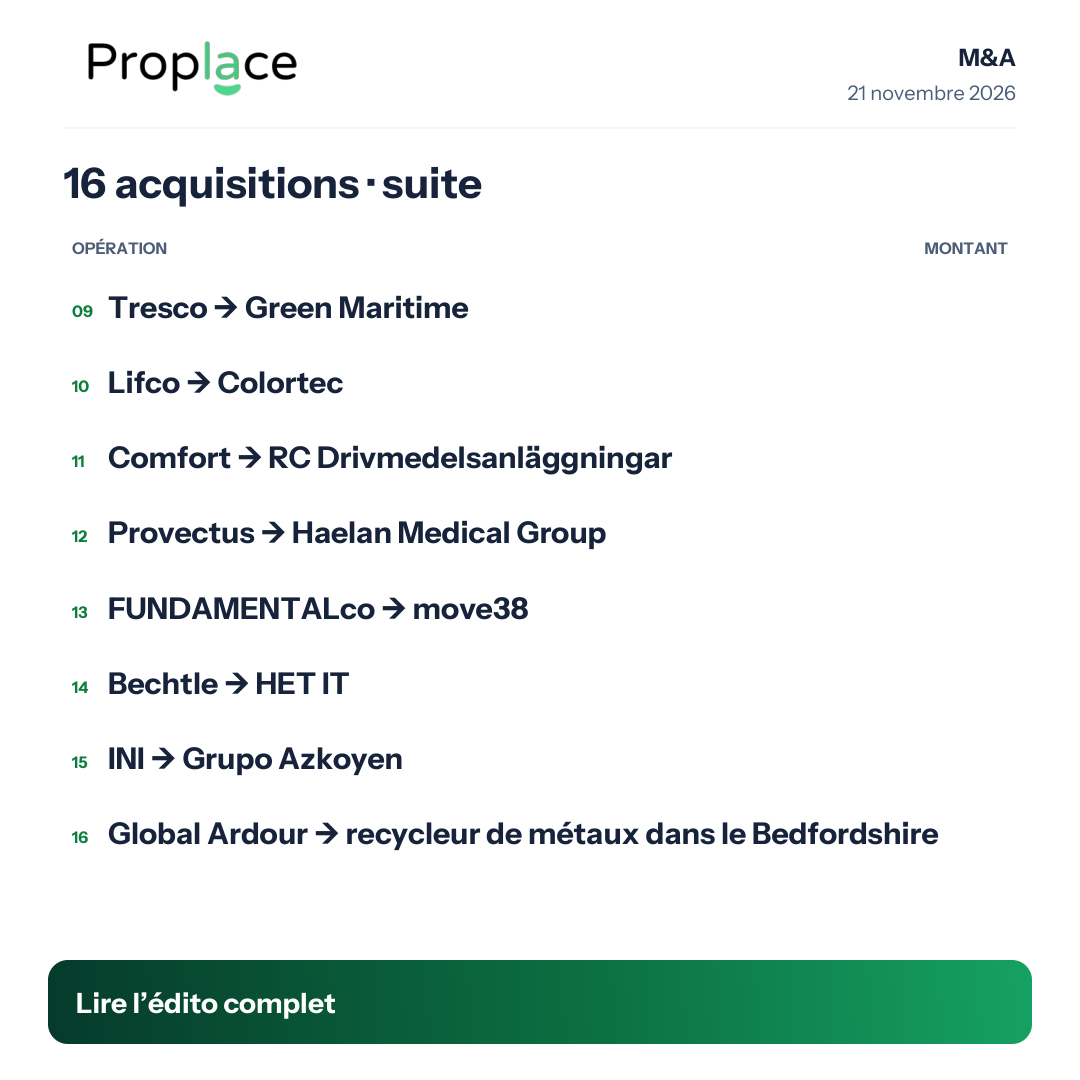 Proplace
M&A
21 novembre 2026
16 acquisitions · suite
OPÉRATION MONTANT
09 Tresco → Green Maritime
10 Lifco → Colortec
11 Comfort → RC Drivmedelsanläggningar
12 Provectus → Haelan Medical Group
13 FUNDAMENTALco → move38
14 Bechtle → HET IT
15 INI → Grupo Azkoyen
16 Global Ardour → recycleur de métaux dans le Bedfordshire
Lire l’édito complet